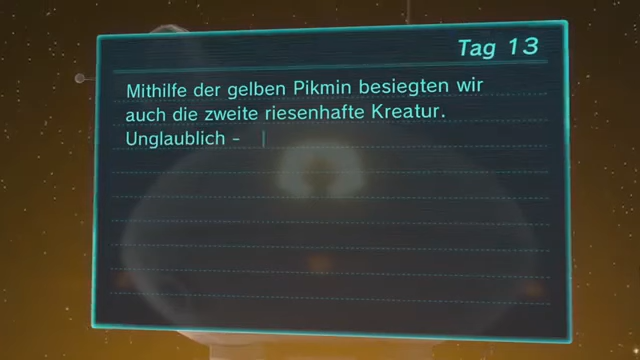 Tag 13
Mithilfe der gelben Pikmin besiegten wir
auch die zweite riesenhafte Kreatur.
Unglaublich -